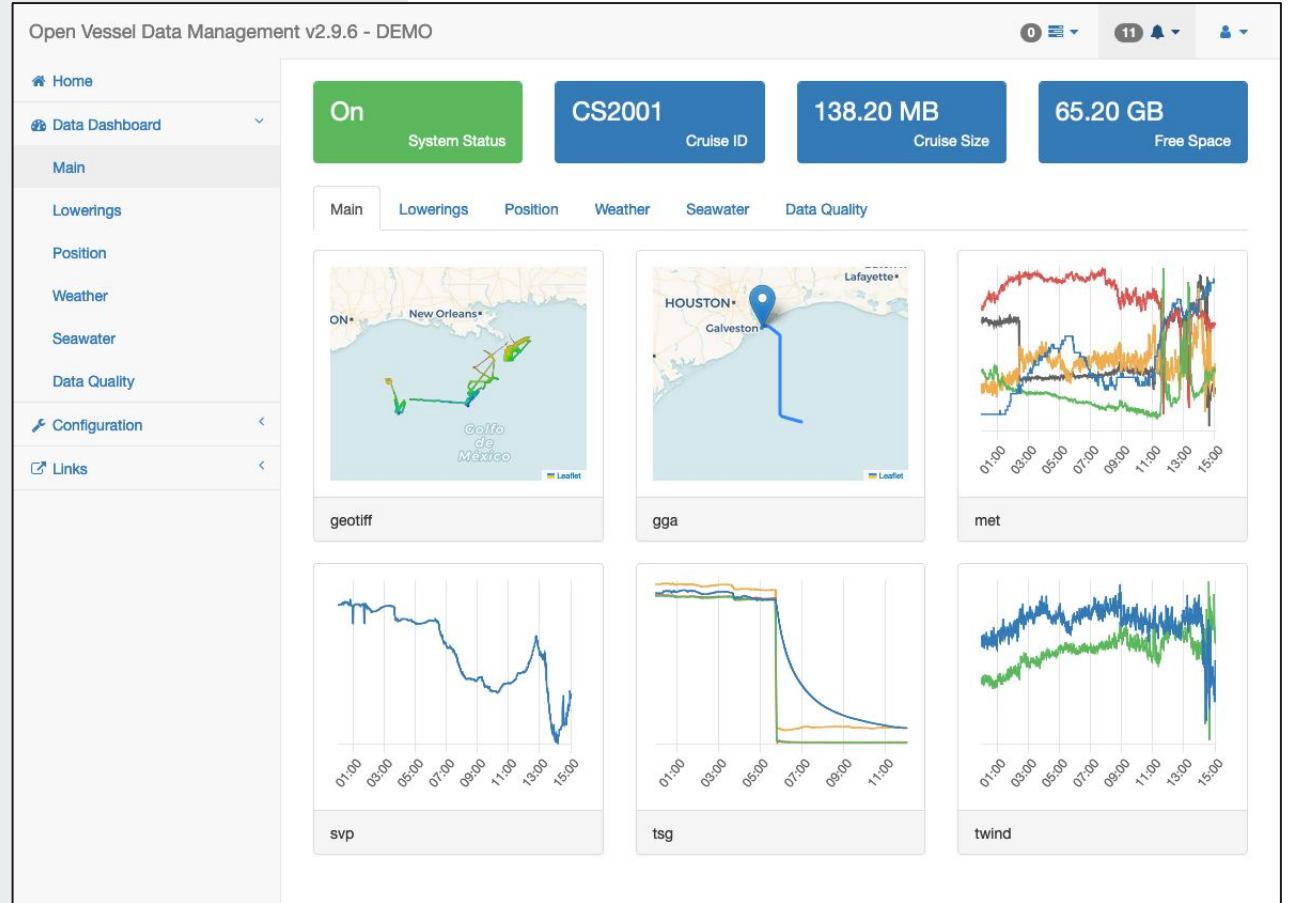 Open Vessel Data Management v2.9.6 - DEMO
0
11
Home
Data Dashboard
Main
Lowerings
Position
Weather
Seawater
Data Quality
Configuration
Links
On
System Status
CS2001
Cruise ID
138.20 MB
Cruise Size
65.20 GB
Free Space
Main Lowerings Position Weather Seawater Data Quality
ON
New Orleans
Golfo
de
México
Leaflet
geotiff
Lafayette
HOUSTON
Galveston
Leaflet
gga
01:00 03:00 05:00 07:00 09:00 11:00 13:00 15:00
met
01:00 03:00 05:00 07:00 09:00 11:00 13:00 15:00
svp
01:00 03:00 05:00 07:00 09:00 11:00
tsg
01:00 03:00 05:00 07:00 09:00 11:00 13:00 15:00
twind